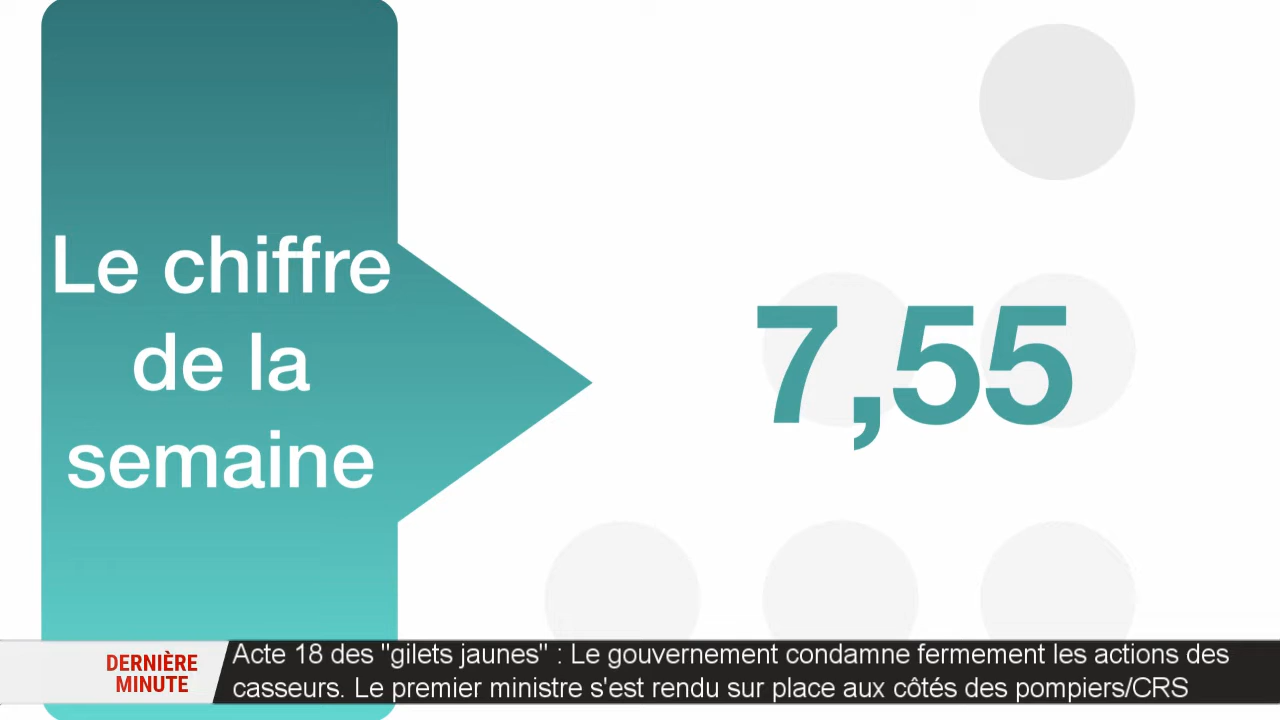 Le chiffre
de la
semaine
7,55
DERNIÈRE
MINUTE
Acte 18 des "gilets jaunes" : Le gouvernement condamne fermement les actions des
casseurs. Le premier ministre s'est rendu sur place aux côtés des pompiers/CRS